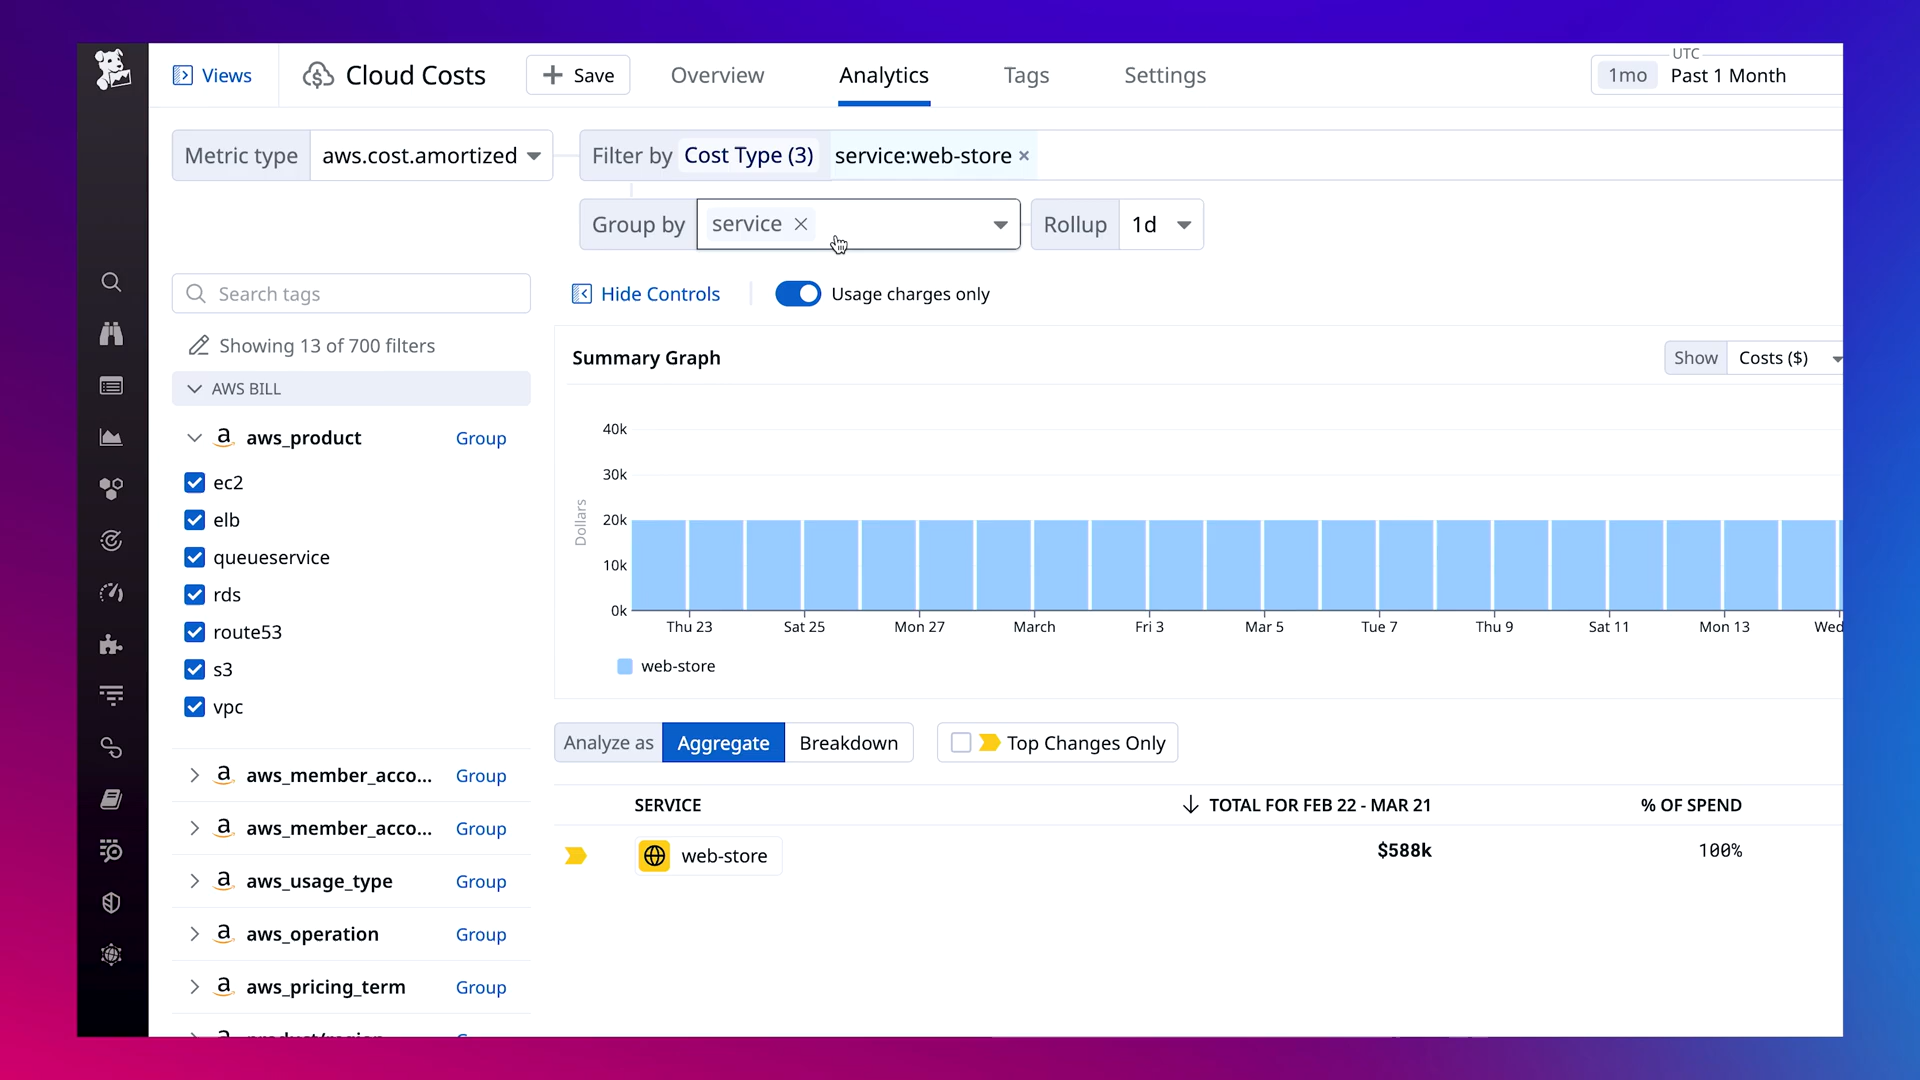 Views
Cloud Costs
+ Save
Overview
Analytics
Tags
Settings
UTC
1mo Past 1 Month
Metric type aws.cost.amortized
Filter by Cost Type (3) service:web-store ×
Group by service ×
Rollup 1d
Search tags
Hide Controls
Usage charges only
Showing 13 of 700 filters
AWS BILL
aws_product Group
ec2
elb
queueservice
rds
route53
s3
vpc
aws_member_acco... Group
aws_member_acco... Group
aws_usage_type Group
aws_operation Group
aws_pricing_term Group
Summary Graph
Show Costs ($)
Dollars
40k
30k
20k
10k
0k
Thu 23 Sat 25 Mon 27 March Fri 3 Mar 5 Tue 7 Thu 9 Sat 11 Mon 13 Wed
web-store
Analyze as Aggregate Breakdown
Top Changes Only
SERVICE ↓ TOTAL FOR FEB 22 - MAR 21 % OF SPEND
web-store $588k 100%